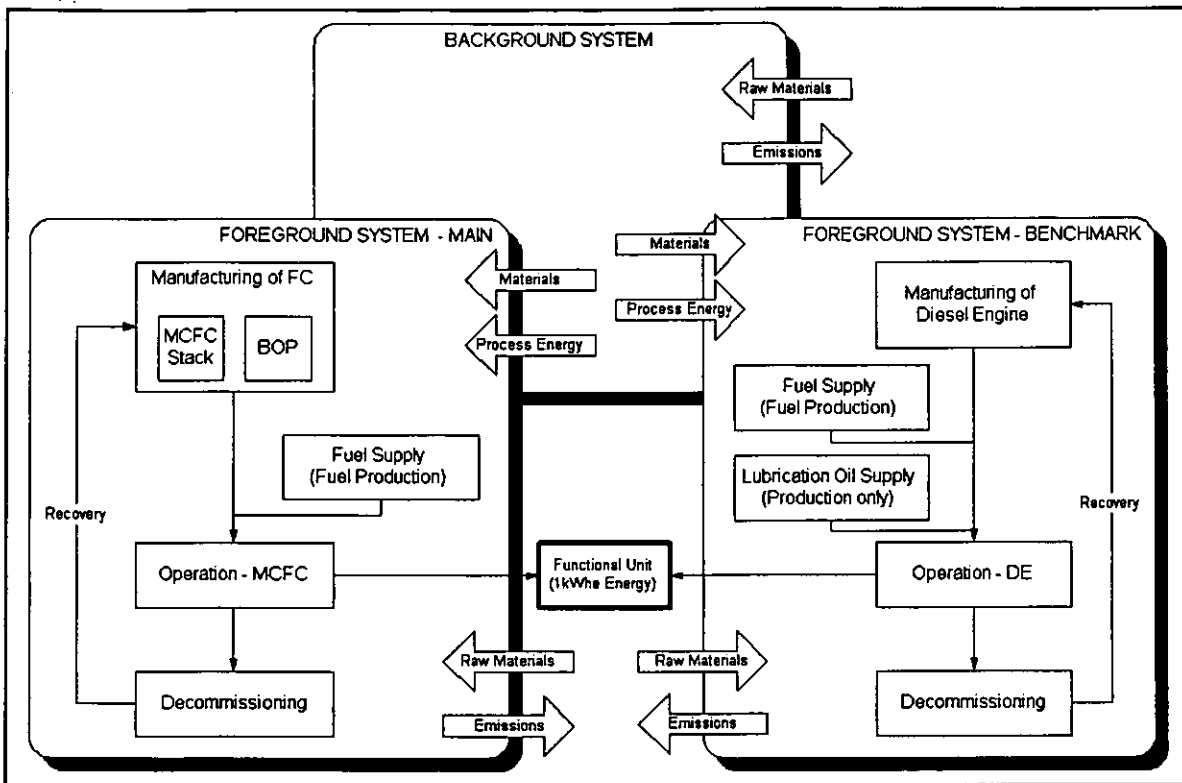 BACKGROUND SYSTEM
Raw Materials
Emissions
FOREGROUND SYSTEM - MAIN
Manufacturing of FC
MCFC
Stack
BOP
Materials
Process Energy
Fuel Supply
(Fuel Production)
Recovery
Operation - MCFC
Decommissioning
Raw Materials
Emissions
Functional Unit
(1kWhe Energy)
FOREGROUND SYSTEM - BENCHMARK
Materials
Process Energy
Manufacturing of
Diesel Engine
Fuel Supply
(Fuel Production)
Lubrication Oil Supply
(Production only)
Recovery
Operation - DE
Decommissioning
Raw Materials
Emissions